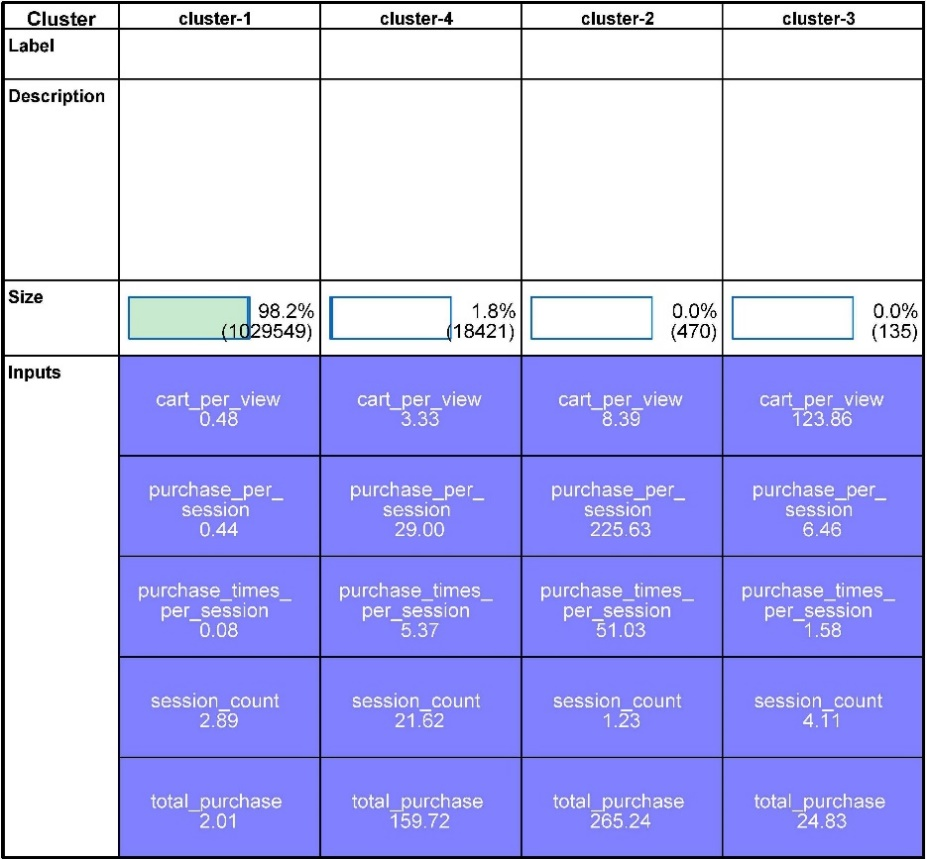 Cluster cluster-1 cluster-4 cluster-2 cluster-3
Label
Description
Size 98.2% 1.8% 0.0% 0.0%
(1029549) (18421) (470) (135)
Inputs
cart_per_view cart_per_view cart_per_view cart_per_view
0.48 3.33 8.39 123.86
purchase_per_ purchase_per_ purchase_per_ purchase_per_
session session session session
0.44 29.00 225.63 6.46
purchase_times_ purchase_times_ purchase_times_ purchase_times_
per_session per_session per_session per_session
0.08 5.37 51.03 1.58
session_count session_count session_count session_count
2.89 21.62 1.23 4.11
total_purchase total_purchase total_purchase total_purchase
2.01 159.72 265.24 24.83